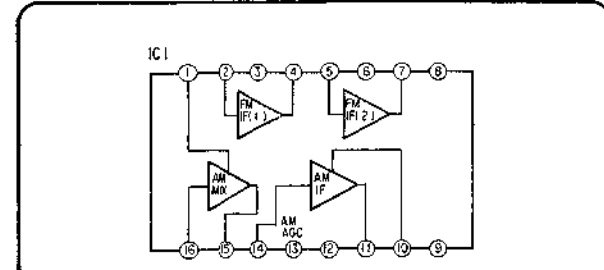 IC1
1 2 3 4 5 6 7 8
FM IF(1) FM IF(2)
AM MIX AM IF
AM AGC
16 15 14 13 12 11 10 9